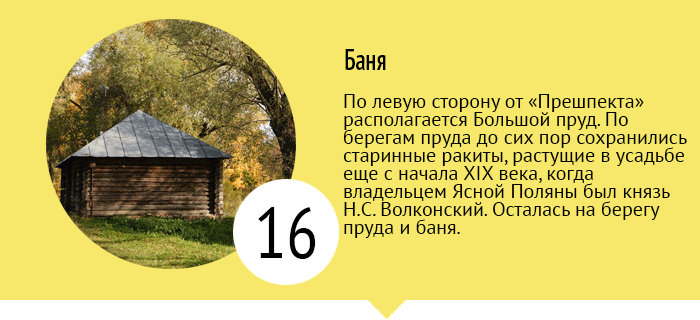 Баня
По левую сторону от «Прешпекта»
располагается Большой пруд. По
берегам пруда до сих пор сохранились
старинные ракиты, растущие в усадьбе
еще с начала XIX века, когда
владельцем Ясной Поляны был князь
Н.С. Волконский. Осталась на берегу
пруда и баня.
16